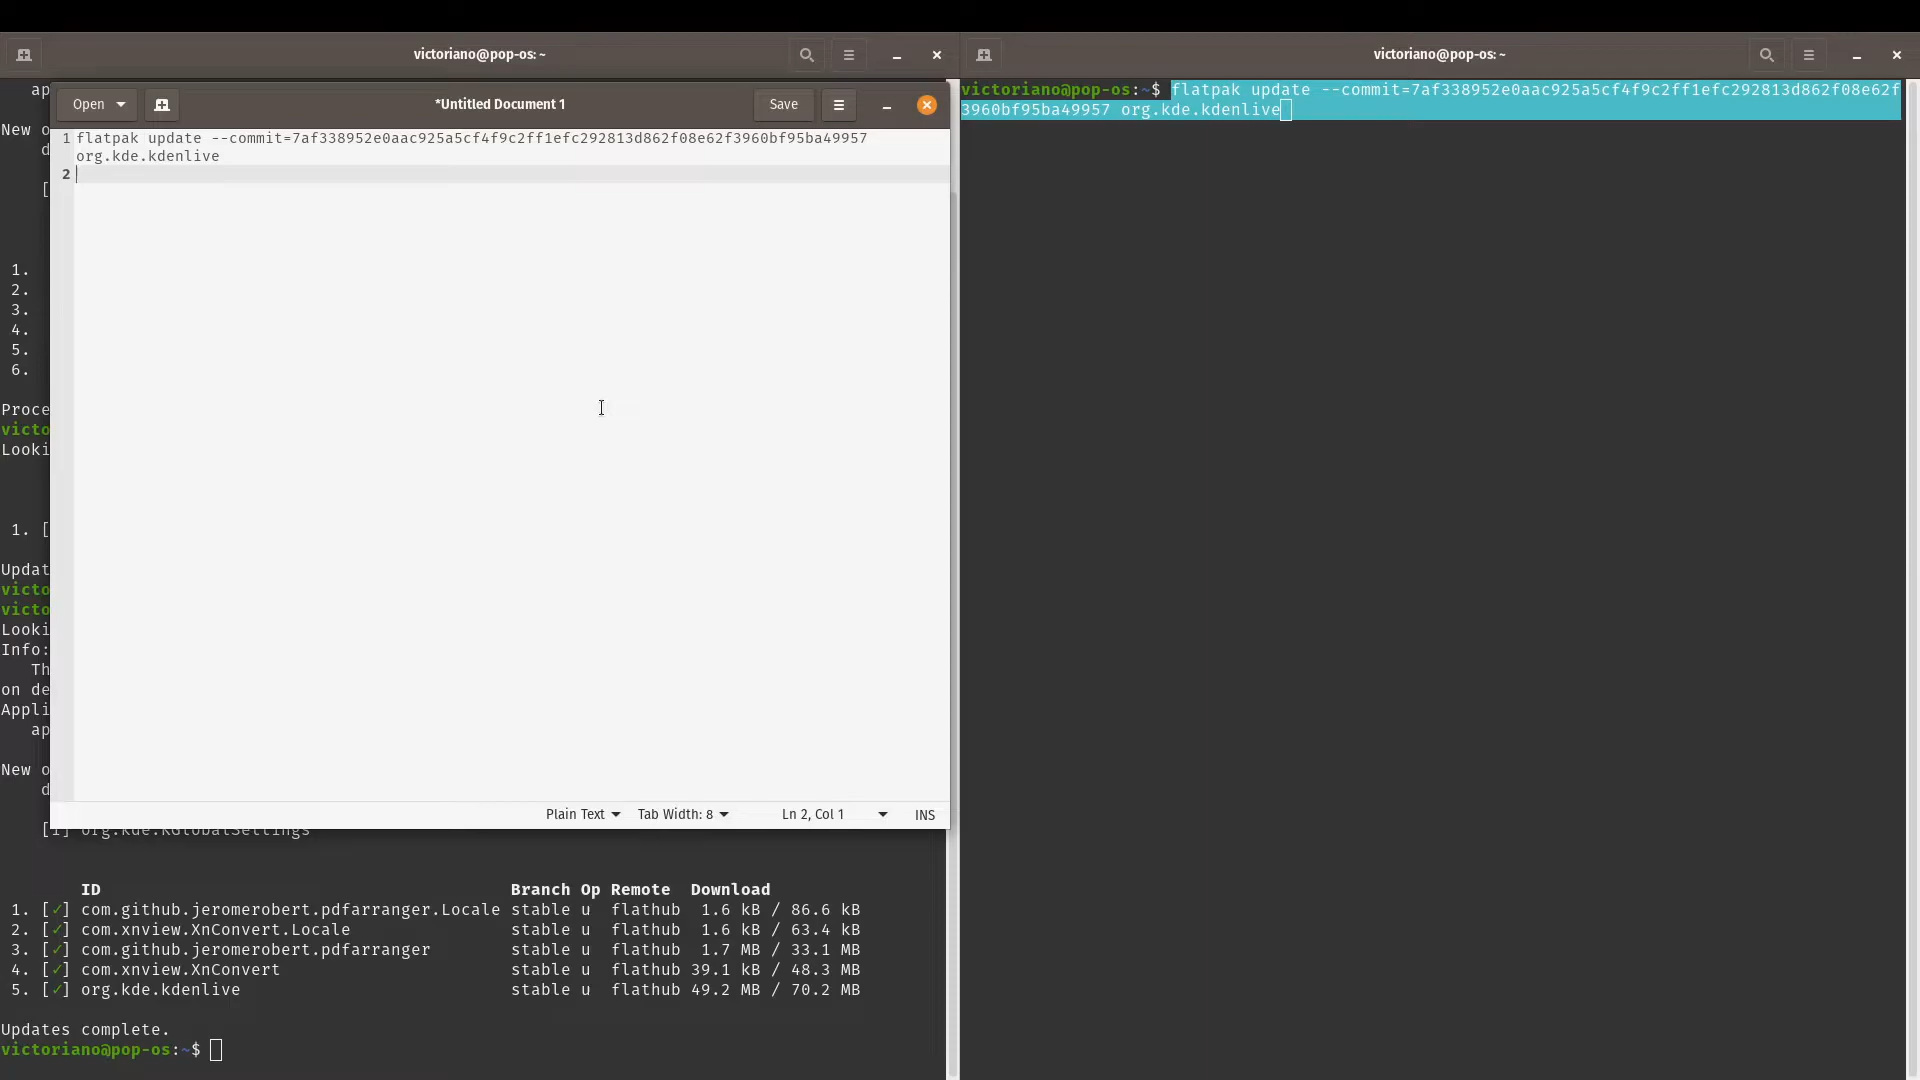 victoriano@pop-os: ~
ap
New o
d
[
1.
2.
3.
4.
5.
6.
Proce
victo
Looki
1. [
Updat
victo
victo
Looki
Info:
Th
on de
Appli
ap
New o
d
[1] org.kde.KGlobalSettings
ID Branch Op Remote Download
1. [✓] com.github.jeromerobert.pdfarranger.Locale stable u flathub 1.6 kB / 86.6 kB
2. [✓] com.xnview.XnConvert.Locale stable u flathub 1.6 kB / 63.4 kB
3. [✓] com.github.jeromerobert.pdfarranger stable u flathub 1.7 MB / 33.1 MB
4. [✓] com.xnview.XnConvert stable u flathub 39.1 kB / 48.3 MB
5. [✓] org.kde.kdenlive stable u flathub 49.2 MB / 70.2 MB
Updates complete.
victoriano@pop-os:~$
Open *Untitled Document 1 Save
1 flatpak update --commit=7af338952e0aac925a5cf4f9c2ff1efc292813d862f08e62f3960bf95ba49957
org.kde.kdenlive
2
Plain Text Tab Width: 8 Ln 2, Col 1 INS
victoriano@pop-os: ~
victoriano@pop-os:~$ flatpak update --commit=7af338952e0aac925a5cf4f9c2ff1efc292813d862f08e62f
3960bf95ba49957 org.kde.kdenlive